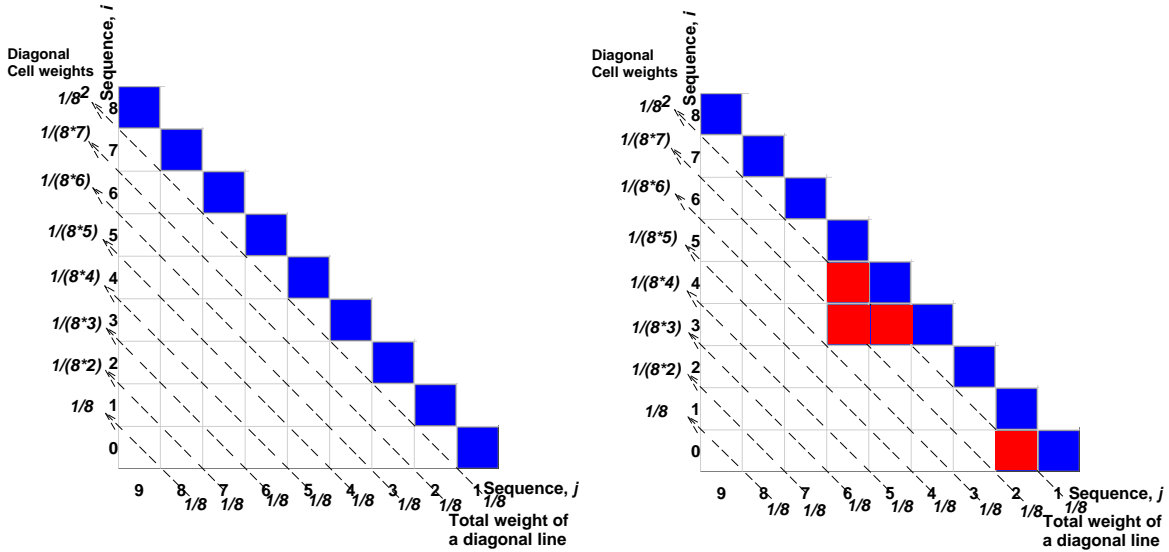 Diagonal
Cell weights
Sequence, i
1/8²
1/(8*7)
1/(8*6)
1/(8*5)
1/(8*4)
1/(8*3)
1/(8*2)
1/8
8
7
6
5
4
3
2
1
0
9 8 7 6 5 4 3 2 1 Sequence, j
1/8 1/8 1/8 1/8 1/8 1/8 1/8 1/8
Total weight of
a diagonal line
Diagonal
Cell weights
Sequence, i
1/8²
1/(8*7)
1/(8*6)
1/(8*5)
1/(8*4)
1/(8*3)
1/(8*2)
1/8
8
7
6
5
4
3
2
1
0
9 8 7 6 5 4 3 2 1 Sequence, j
1/8 1/8 1/8 1/8 1/8 1/8 1/8 1/8
Total weight of
a diagonal line